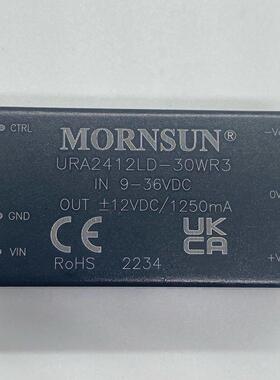 CTRL
MORNSUN®
-V
URA2412LD-30WR3
IN 9-36VDC
0V
OUT ±12VDC/1250mA
GND
CE
UK
CA
VIN
+V
RoHS 2234